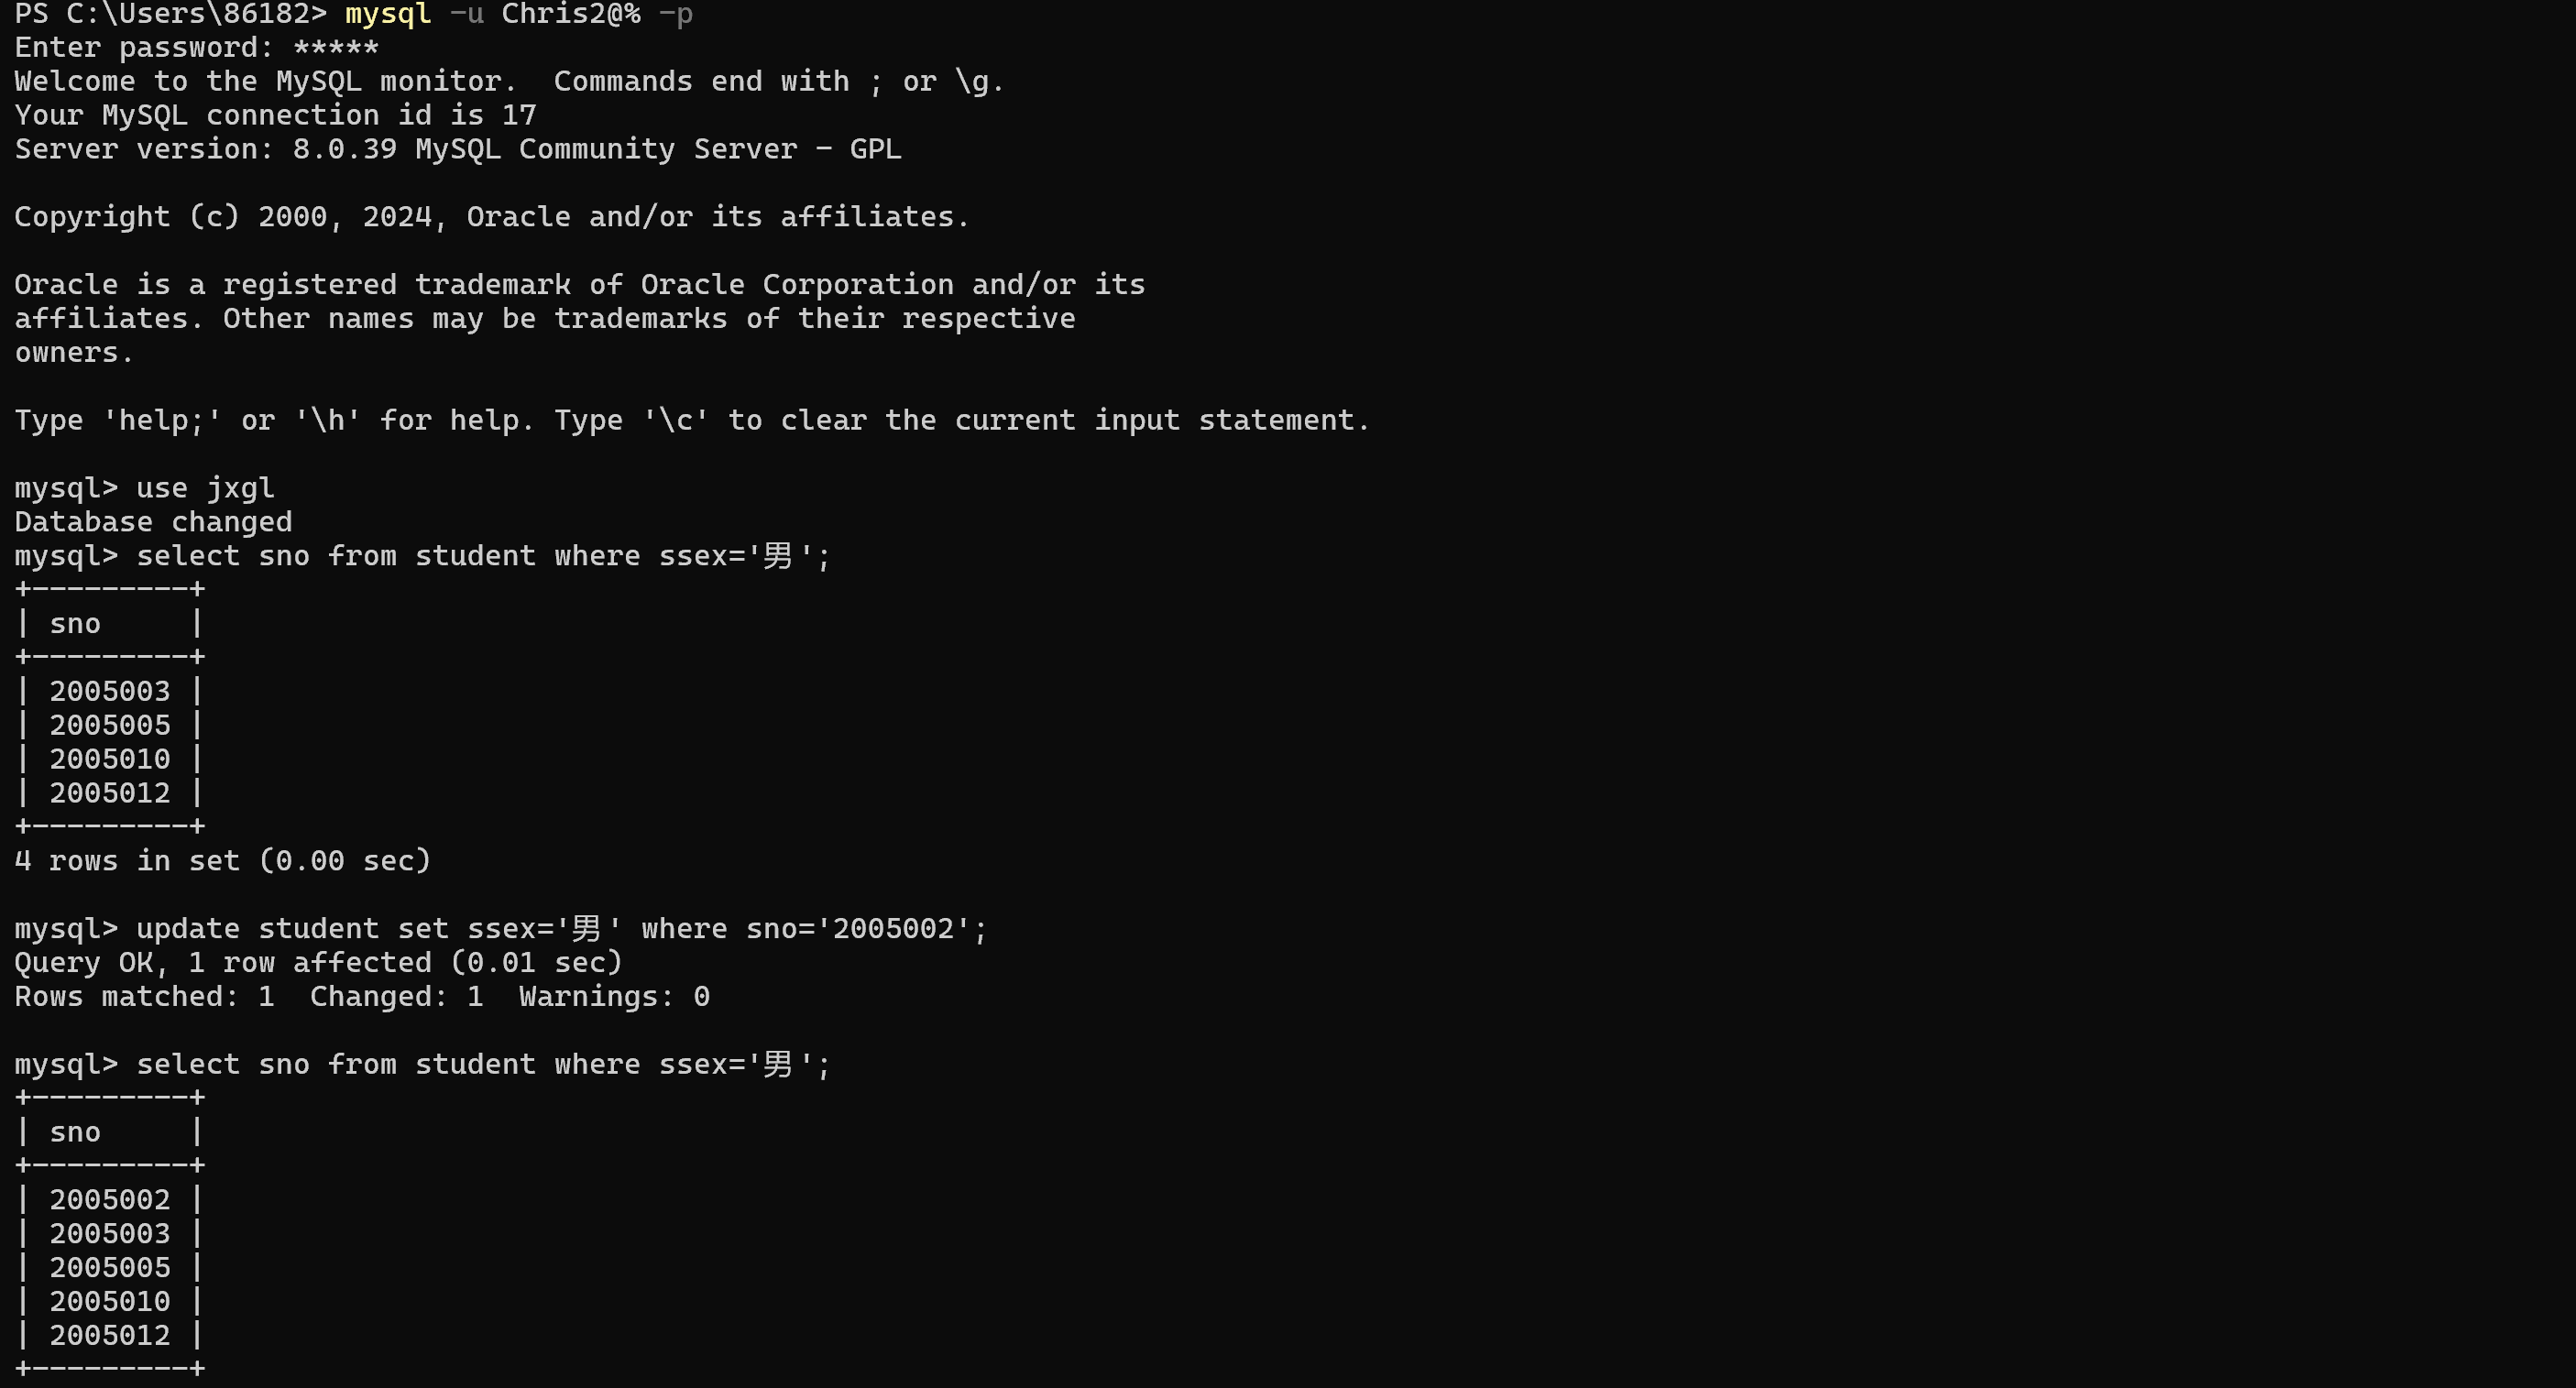 PS C:\Users\86182> mysql -u Chris2@% -p
Enter password: *****
Welcome to the MySQL monitor.  Commands end with ; or \g.
Your MySQL connection id is 17
Server version: 8.0.39 MySQL Community Server - GPL

Copyright (c) 2000, 2024, Oracle and/or its affiliates.

Oracle is a registered trademark of Oracle Corporation and/or its
affiliates. Other names may be trademarks of their respective
owners.

Type 'help;' or '\h' for help. Type '\c' to clear the current input statement.

mysql> use jxgl
Database changed
mysql> select sno from student where ssex='男';
+---------+
| sno     |
+---------+
| 2005003 |
| 2005005 |
| 2005010 |
| 2005012 |
+---------+
4 rows in set (0.00 sec)

mysql> update student set ssex='男' where sno='2005002';
Query OK, 1 row affected (0.01 sec)
Rows matched: 1  Changed: 1  Warnings: 0

mysql> select sno from student where ssex='男';
+---------+
| sno     |
+---------+
| 2005002 |
| 2005003 |
| 2005005 |
| 2005010 |
| 2005012 |
+---------+